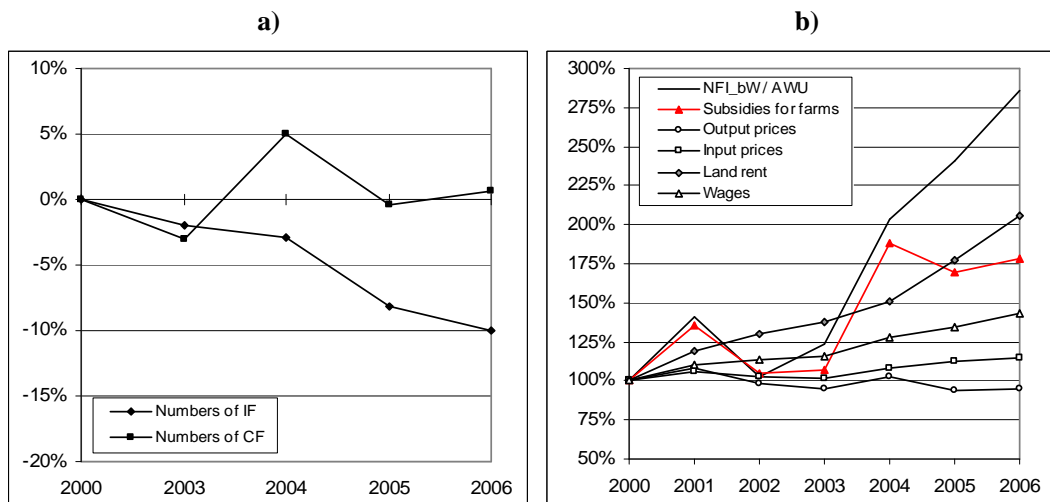 a)
10%
5%
0%
-5%
-10%
-15%
-20%
Numbers of IF
Numbers of CF
2000 2003 2004 2005 2006
b)
300%
275%
250%
225%
200%
175%
150%
125%
100%
75%
50%
NFI_bW / AWU
Subsidies for farms
Output prices
Input prices
Land rent
Wages
2000 2001 2002 2003 2004 2005 2006